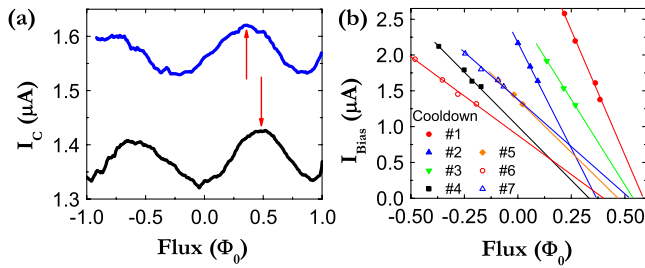 (a)
1.6
1.5
1.4
1.3
I_C (μA)
-1.0 -0.5 0.0 0.5 1.0
Flux (Φ₀)
(b)
2.5
2.0
1.5
1.0
0.5
0.0
I_Bias (μA)
Cooldown
#1
#2 #5
#3 #6
#4 #7
-0.50 -0.25 0.00 0.25 0.50
Flux (Φ₀)